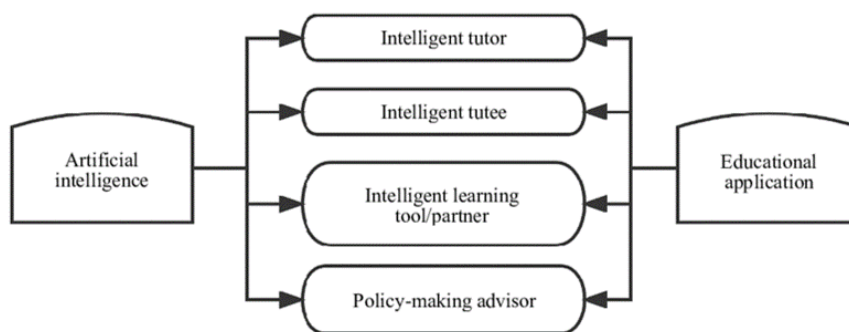 Intelligent tutor
Intelligent tutee
Artificial
intelligence
Educational
application
Intelligent learning
tool/partner
Policy-making advisor